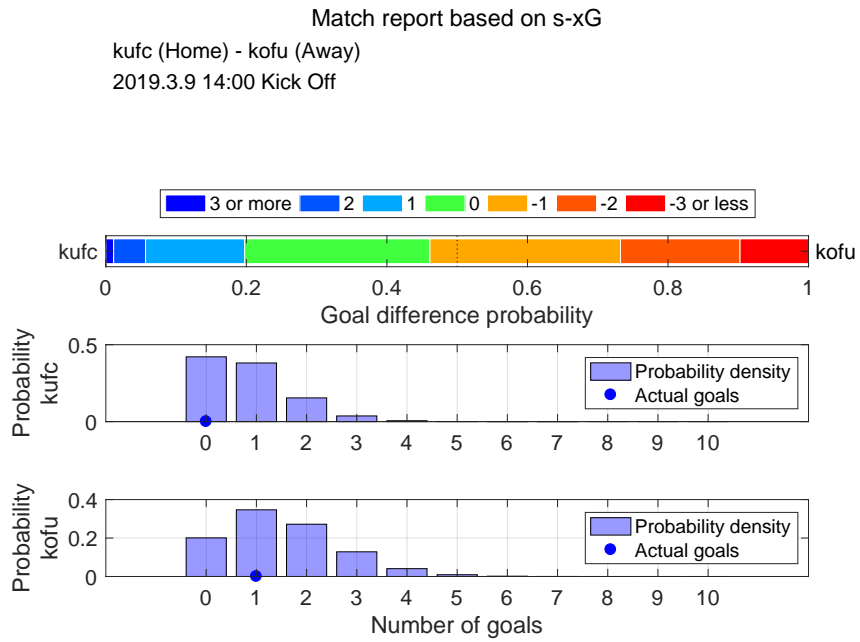 Match report based on s-xG
kufc (Home) - kofu (Away)
2019.3.9 14:00 Kick Off
3 or more 2 1 0 -1 -2 -3 or less
kufc kofu
0 0.2 0.4 0.6 0.8 1
Goal difference probability
Probability
kufc
0.5
0
Probability density
Actual goals
0 1 2 3 4 5 6 7 8 9 10
Probability
kofu
0.4
0.2
0
Probability density
Actual goals
0 1 2 3 4 5 6 7 8 9 10
Number of goals